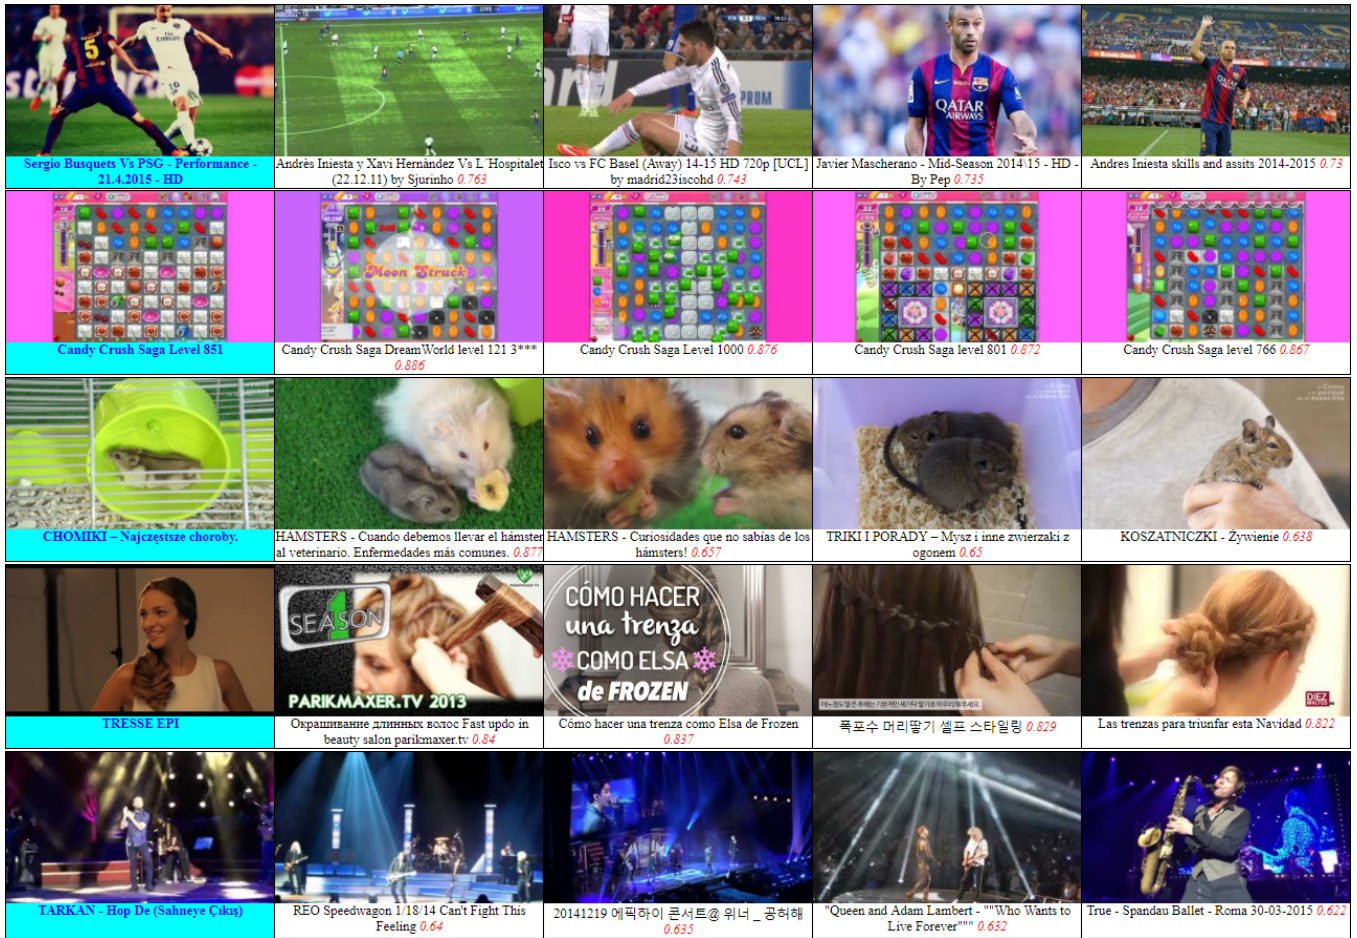 5
Sergio Busquets Vs PSG - Performance -
21.4.2015 - HD
Andrès Iniesta y Xavi Hernàndez Vs L´Hospitalet
(22.12.11) by Sjurinho 0.763
PROM
Isco vs FC Basel (Away) 14-15 HD 720p [UCL]
by madrid23iscohd 0.743
QATAR
AIRWAYS
Javier Mascherano - Mid-Season 2014\15 - HD -
By Pep 0.735
Andres Iniesta skills and assits 2014-2015 0.73
Candy Crush Saga Level 851
Moon Struck
Candy Crush Saga DreamWorld level 121 3***
0.886
Candy Crush Saga Level 1000 0.876
Candy Crush Saga level 801 0.872
Candy Crush Saga level 766 0.867
CHOMIKI – Najczęstsze choroby.
HÁMSTERS - Cuando debemos llevar el hámster
al veterinario. Enfermedades más comunes. 0.877
HÁMSTERS - Curiosidades que no sabías de los
hámsters! 0.657
TRIKI I PORADY – Mysz i inne zwierzaki z
ogonem 0.65
KOSZATNICZKI - Żywienie 0.638
TRESSE EPI
SEASON
1
PARIKMAXER.TV 2013
Окрашивание длинных волос Fast updo in
beauty salon parikmaxer.tv 0.84
CÓMO HACER
una trenza
COMO ELSA
de FROZEN
Cómo hacer una trenza como Elsa de Frozen
0.837
폭포수 머리땋기 셀프 스타일링 0.829
DIEZ
MINUTOS
Las trenzas para triunfar esta Navidad 0.822
TARKAN - Hop De (Sahneye Çıkış)
REO Speedwagon 1/18/14 Can't Fight This
Feeling 0.64
20141219 에픽하이 콘서트@ 위너 _ 공허해
0.635
"Queen and Adam Lambert - ""Who Wants to
Live Forever""" 0.632
True - Spandau Ballet - Roma 30-03-2015 0.622